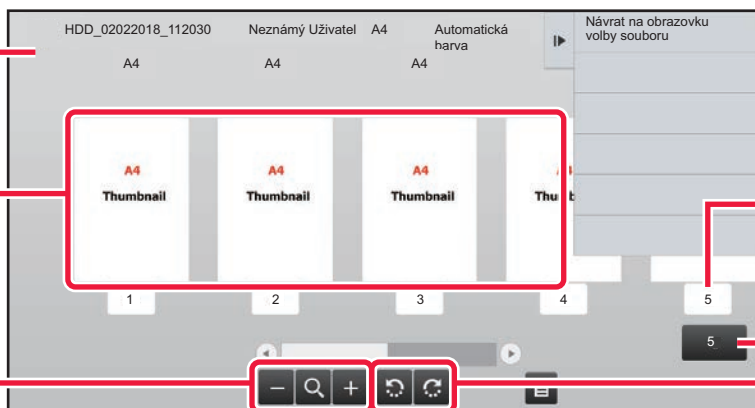 HDD_02022018_112030 Neznámý Uživatel A4 Automatická barva
Návrat na obrazovku volby souboru
A4 A4 A4
A4 A4 A4
Thumbnail Thumbnail Thumbnail
1 2 3 4 5
5